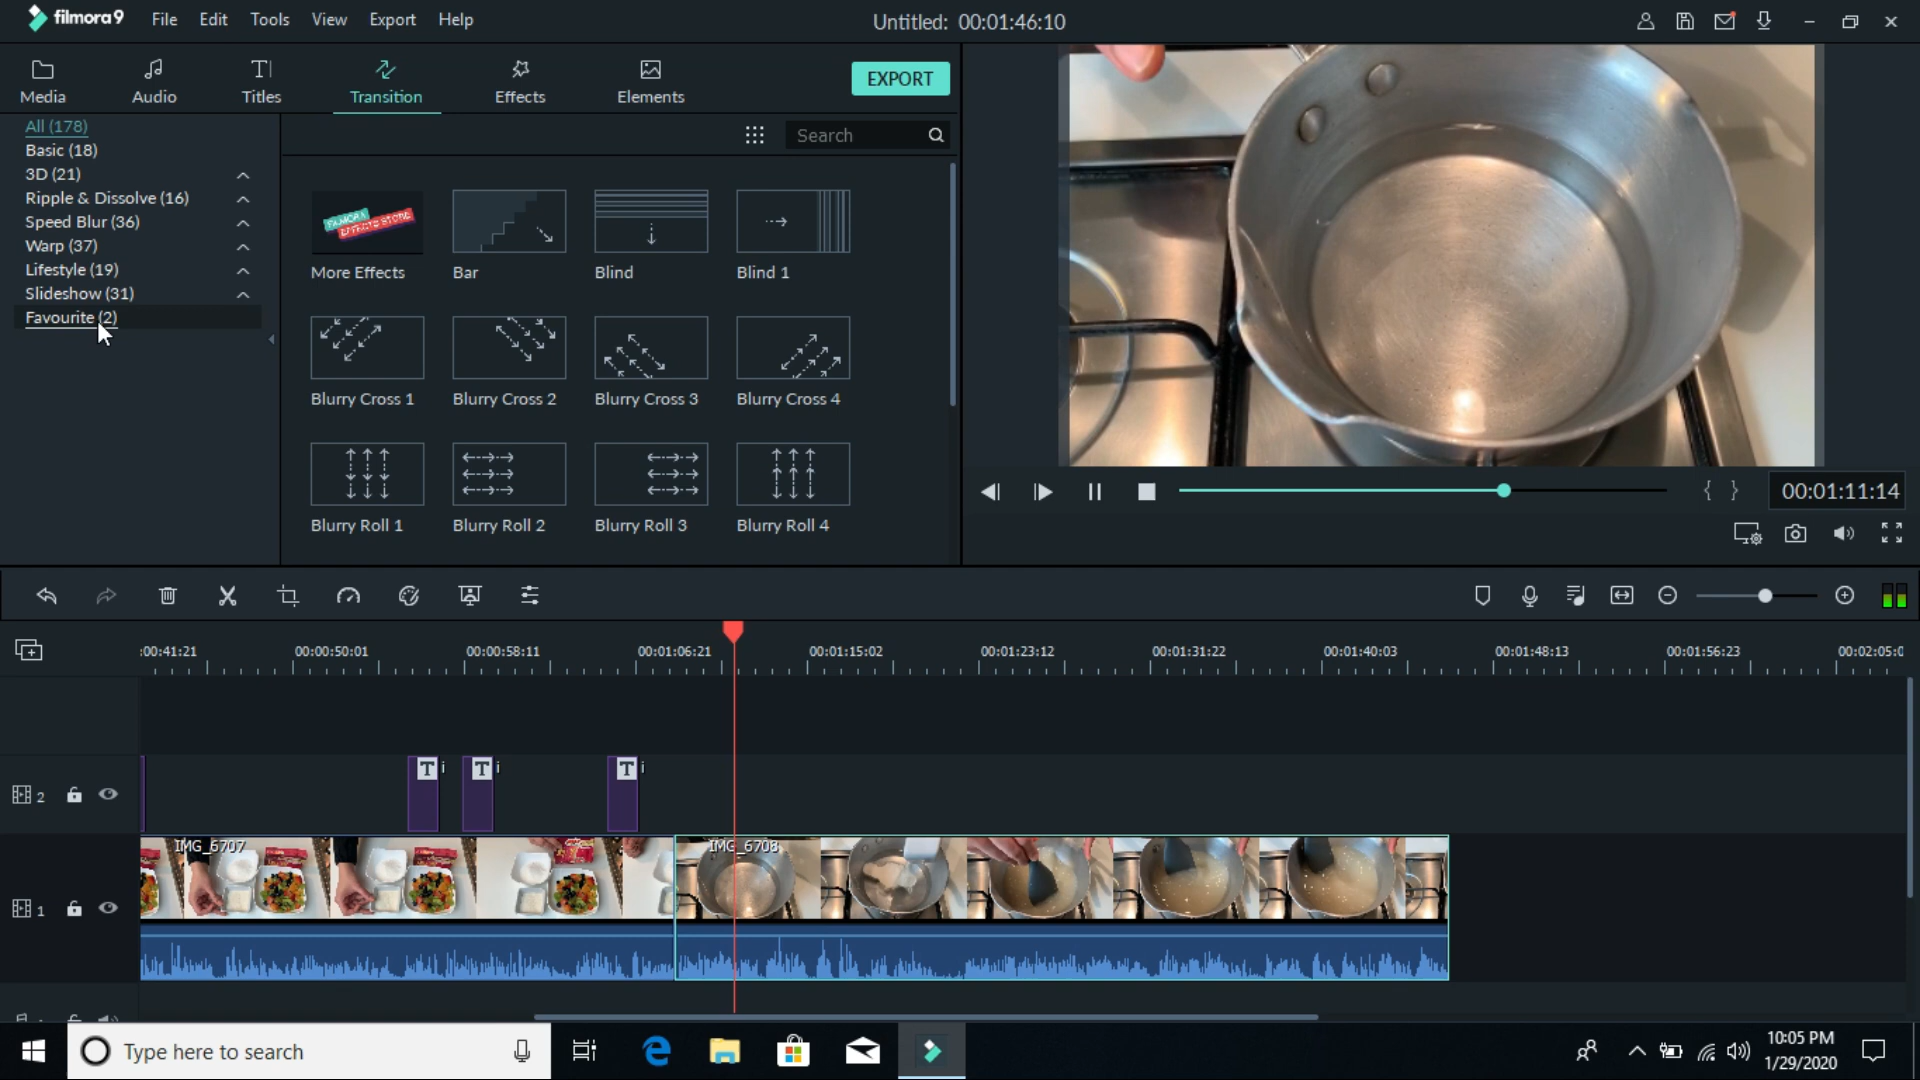 filmora9 File Edit Tools View Export Help Untitled: 00:01:46:10
Media Audio Titles Transition Effects Elements EXPORT
All (178)
Basic (18)
3D (21)
Ripple & Dissolve (16)
Speed Blur (36)
Warp (37)
Lifestyle (19)
Slideshow (31)
Favourite (2)
Search
FILMORA
EFFECTS STORE
More Effects Bar Blind Blind 1
Blurry Cross 1 Blurry Cross 2 Blurry Cross 3 Blurry Cross 4
Blurry Roll 1 Blurry Roll 2 Blurry Roll 3 Blurry Roll 4
{ } 00:01:11:14
:00:41:21 00:00:50:01 00:00:58:11 00:01:06:21 00:01:15:02 00:01:23:12 00:01:31:22 00:01:40:03 00:01:48:13 00:01:56:23 00:02:05:0
T i T i T i
2
IMG_6707 IMG_6708
1
Type here to search
10:05 PM
1/29/2020